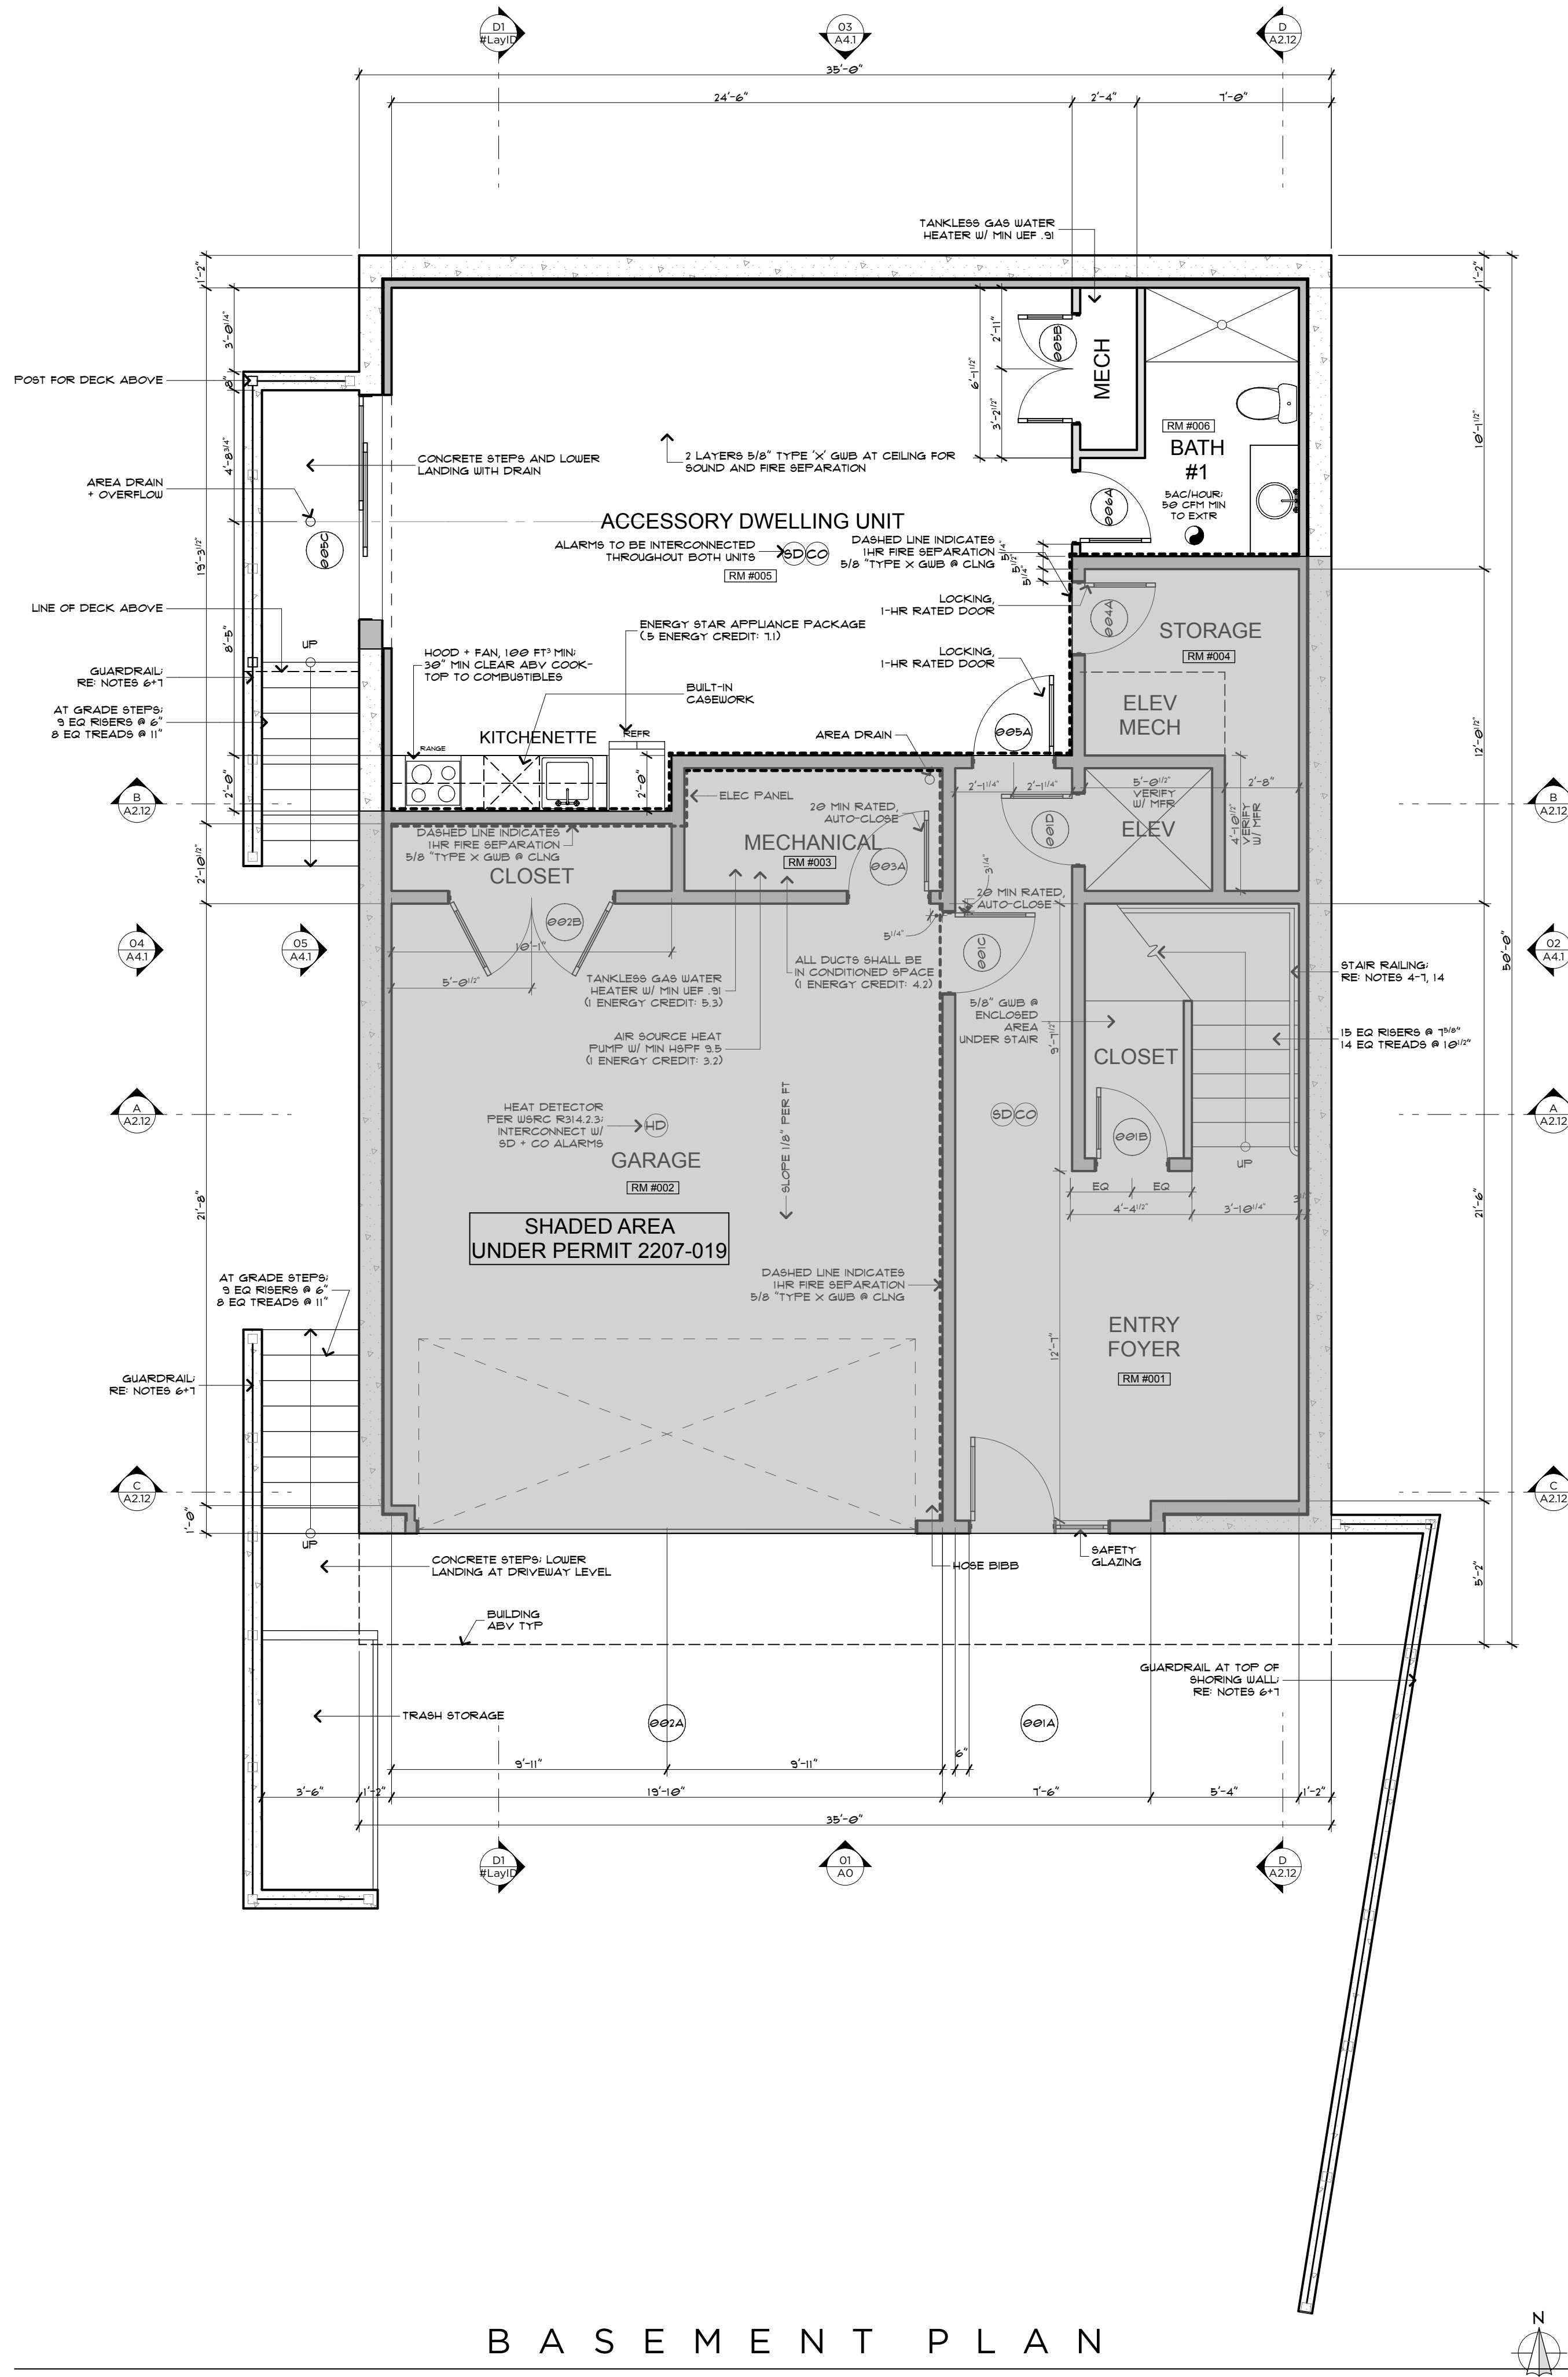 D1
#LayID
03
A4.1
D
A2.12
35'-0"
24'-6"
2'-4"
7'-0"
TANKLESS GAS WATER
HEATER W/ MIN UEF .91
1'-2"
1'-2"
3'-0 1/4"
8"
2'-11"
6'-1 1/2"
3'-2 1/2"
005B
MECH
POST FOR DECK ABOVE
RM #006
BATH
#1
5AC/HOUR;
50 CFM MIN
TO EXTR
10'-1 1/2"
4'-8 3/4"
CONCRETE STEPS AND LOWER
LANDING WITH DRAIN
2 LAYERS 5/8" TYPE 'X' GWB AT CEILING FOR
SOUND AND FIRE SEPARATION
AREA DRAIN
+ OVERFLOW
006A
005C
ACCESSORY DWELLING UNIT
ALARMS TO BE INTERCONNECTED
THROUGHOUT BOTH UNITS
SD
CO
RM #005
DASHED LINE INDICATES
1HR FIRE SEPARATION
5/8 "TYPE X GWB @ CLNG
5 1/4"
5 1/2"
5 1/4"
19'-3 1/2"
LINE OF DECK ABOVE
LOCKING,
1-HR RATED DOOR
004A
STORAGE
RM #004
8'-5"
UP
ENERGY STAR APPLIANCE PACKAGE
(.5 ENERGY CREDIT: 7.1)
HOOD + FAN, 100 FT³ MIN;
30" MIN CLEAR ABV COOK-
TOP TO COMBUSTIBLES
LOCKING,
1-HR RATED DOOR
GUARDRAIL;
RE: NOTES 6+7
BUILT-IN
CASEWORK
ELEV
MECH
AT GRADE STEPS;
9 EQ RISERS @ 6"
8 EQ TREADS @ 11"
KITCHENETTE
RANGE
REFR
AREA DRAIN
005A
12'-0 1/2"
B
A2.12
2'-0"
2'-0"
ELEC PANEL
2'-1 1/4"
2'-1 1/4"
5'-0 1/2"
VERIFY
W/ MFR
2'-8"
4'-10 1/2"
VERIFY
W/ MFR
B
A2.12
20 MIN RATED,
AUTO-CLOSE
DASHED LINE INDICATES
1HR FIRE SEPARATION
5/8 "TYPE X GWB @ CLNG
MECHANICAL
RM #003
003A
001D
ELEV
2'-10 1/2"
CLOSET
3 1/4"
20 MIN RATED,
AUTO-CLOSE
002B
5 1/4"
04
A4.1
05
A4.1
10'-1"
001C
02
A4.1
50'-0"
ALL DUCTS SHALL BE
IN CONDITIONED SPACE
(1 ENERGY CREDIT: 4.2)
STAIR RAILING;
RE: NOTES 4-7, 14
5'-0 1/2"
TANKLESS GAS WATER
HEATER W/ MIN UEF .91
(1 ENERGY CREDIT: 5.3)
5/8" GWB @
ENCLOSED
AREA
UNDER STAIR
9'-7 1/2"
AIR SOURCE HEAT
PUMP W/ MIN HSPF 9.5
(1 ENERGY CREDIT: 3.2)
15 EQ RISERS @ 7 5/8"
14 EQ TREADS @ 10 1/2"
CLOSET
A
A2.12
HEAT DETECTOR
PER WSRC R314.2.3;
INTERCONNECT W/
SD + CO ALARMS
HD
SLOPE 1/8" PER FT
SD
CO
001B
A
A2.12
GARAGE
RM #002
UP
EQ
EQ
4'-4 1/2"
3'-10 1/4"
21'-8"
21'-6"
SHADED AREA
UNDER PERMIT 2207-019
AT GRADE STEPS;
9 EQ RISERS @ 6"
8 EQ TREADS @ 11"
DASHED LINE INDICATES
1HR FIRE SEPARATION
5/8 "TYPE X GWB @ CLNG
ENTRY
FOYER
RM #001
12'-7"
GUARDRAIL;
RE: NOTES 6+7
C
A2.12
C
A2.12
1'-0"
UP
CONCRETE STEPS; LOWER
LANDING AT DRIVEWAY LEVEL
HOSE BIBB
SAFETY
GLAZING
5'-2"
BUILDING
ABV TYP
GUARDRAIL AT TOP OF
SHORING WALL;
RE: NOTES 6+7
TRASH STORAGE
002A
001A
9'-11"
9'-11"
6"
3'-6"
1'-2"
19'-10"
7'-6"
5'-4"
1'-2"
35'-0"
D1
#LayID
01
A0
D
A2.12
BASEMENT PLAN
N